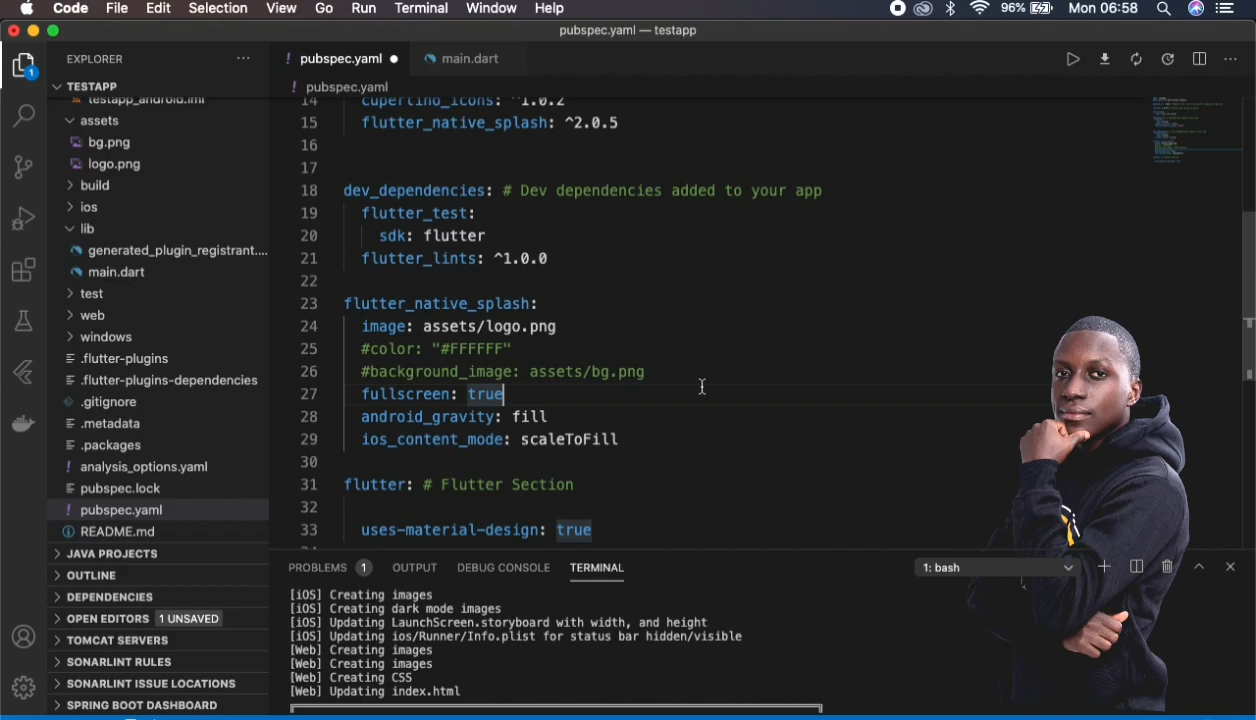 Code File Edit Selection View Go Run Terminal Window Help 96% Mon 06:58
pubspec.yaml — testapp
EXPLORER ···
1
! pubspec.yaml ● main.dart
TESTAPP
! pubspec.yaml
testapp_android.iml
assets
bg.png
logo.png
build
ios
lib
generated_plugin_registrant....
main.dart
test
web
windows
.flutter-plugins
.flutter-plugins-dependencies
.gitignore
.metadata
.packages
! analysis_options.yaml
pubspec.lock
! pubspec.yaml
README.md
JAVA PROJECTS
OUTLINE
DEPENDENCIES
OPEN EDITORS 1 UNSAVED
TOMCAT SERVERS
SONARLINT RULES
SONARLINT ISSUE LOCATIONS
SPRING BOOT DASHBOARD
14 cupertino_icons: ^1.0.2
15 flutter_native_splash: ^2.0.5
16
17
18 dev_dependencies: # Dev dependencies added to your app
19 flutter_test:
20 sdk: flutter
21 flutter_lints: ^1.0.0
22
23 flutter_native_splash:
24 image: assets/logo.png
25 #color: "#FFFFFF"
26 #background_image: assets/bg.png
27 fullscreen: true
28 android_gravity: fill
29 ios_content_mode: scaleToFill
30
31 flutter: # Flutter Section
32
33 uses-material-design: true
PROBLEMS 1 OUTPUT DEBUG CONSOLE TERMINAL 1: bash
[iOS] Creating images
[iOS] Creating dark mode images
[iOS] Updating LaunchScreen.storyboard with width, and height
[iOS] Updating ios/Runner/Info.plist for status bar hidden/visible
[Web] Creating images
[Web] Creating images
[Web] Creating CSS
[Web] Updating index.html